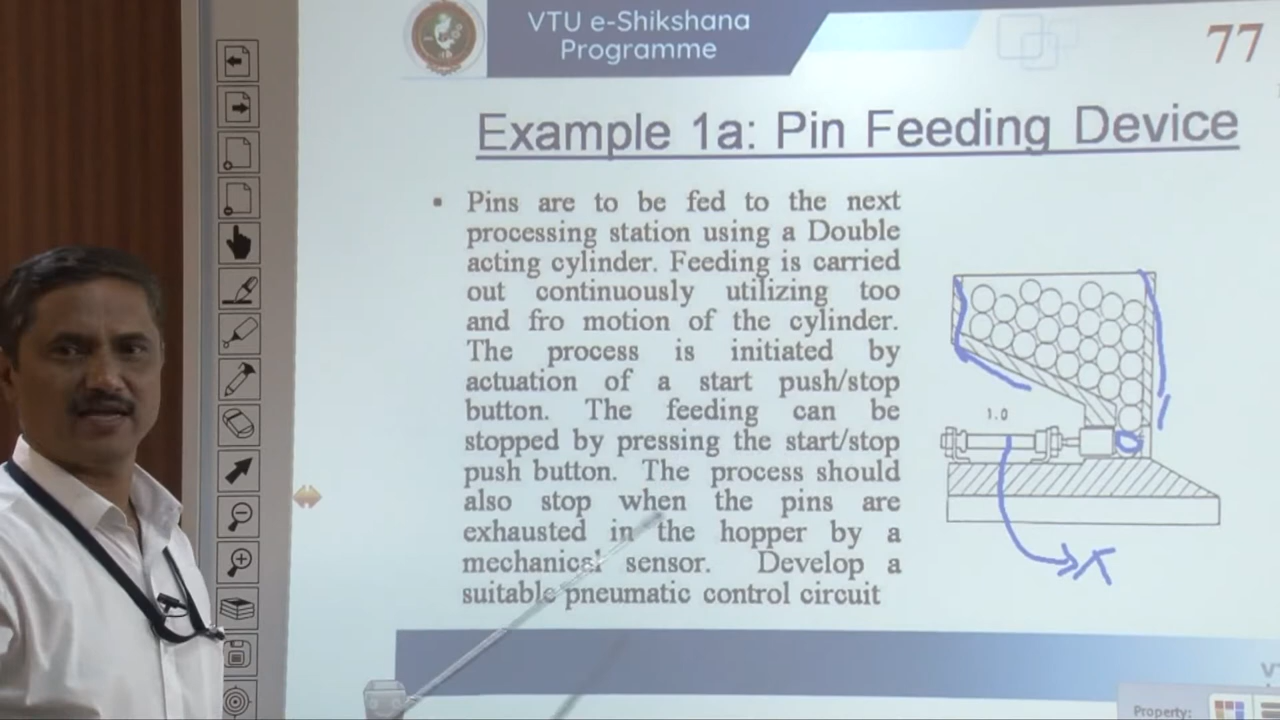 VTU e-Shikshana
Programme
77
Example 1a: Pin Feeding Device
Pins are to be fed to the next
processing station using a Double
acting cylinder. Feeding is carried
out continuously utilizing too
and fro motion of the cylinder.
The process is initiated by
actuation of a start push/stop
button. The feeding can be
stopped by pressing the start/stop
push button. The process should
also stop when the pins are
exhausted in the hopper by a
mechanical sensor. Develop a
suitable pneumatic control circuit
1.0
Property: